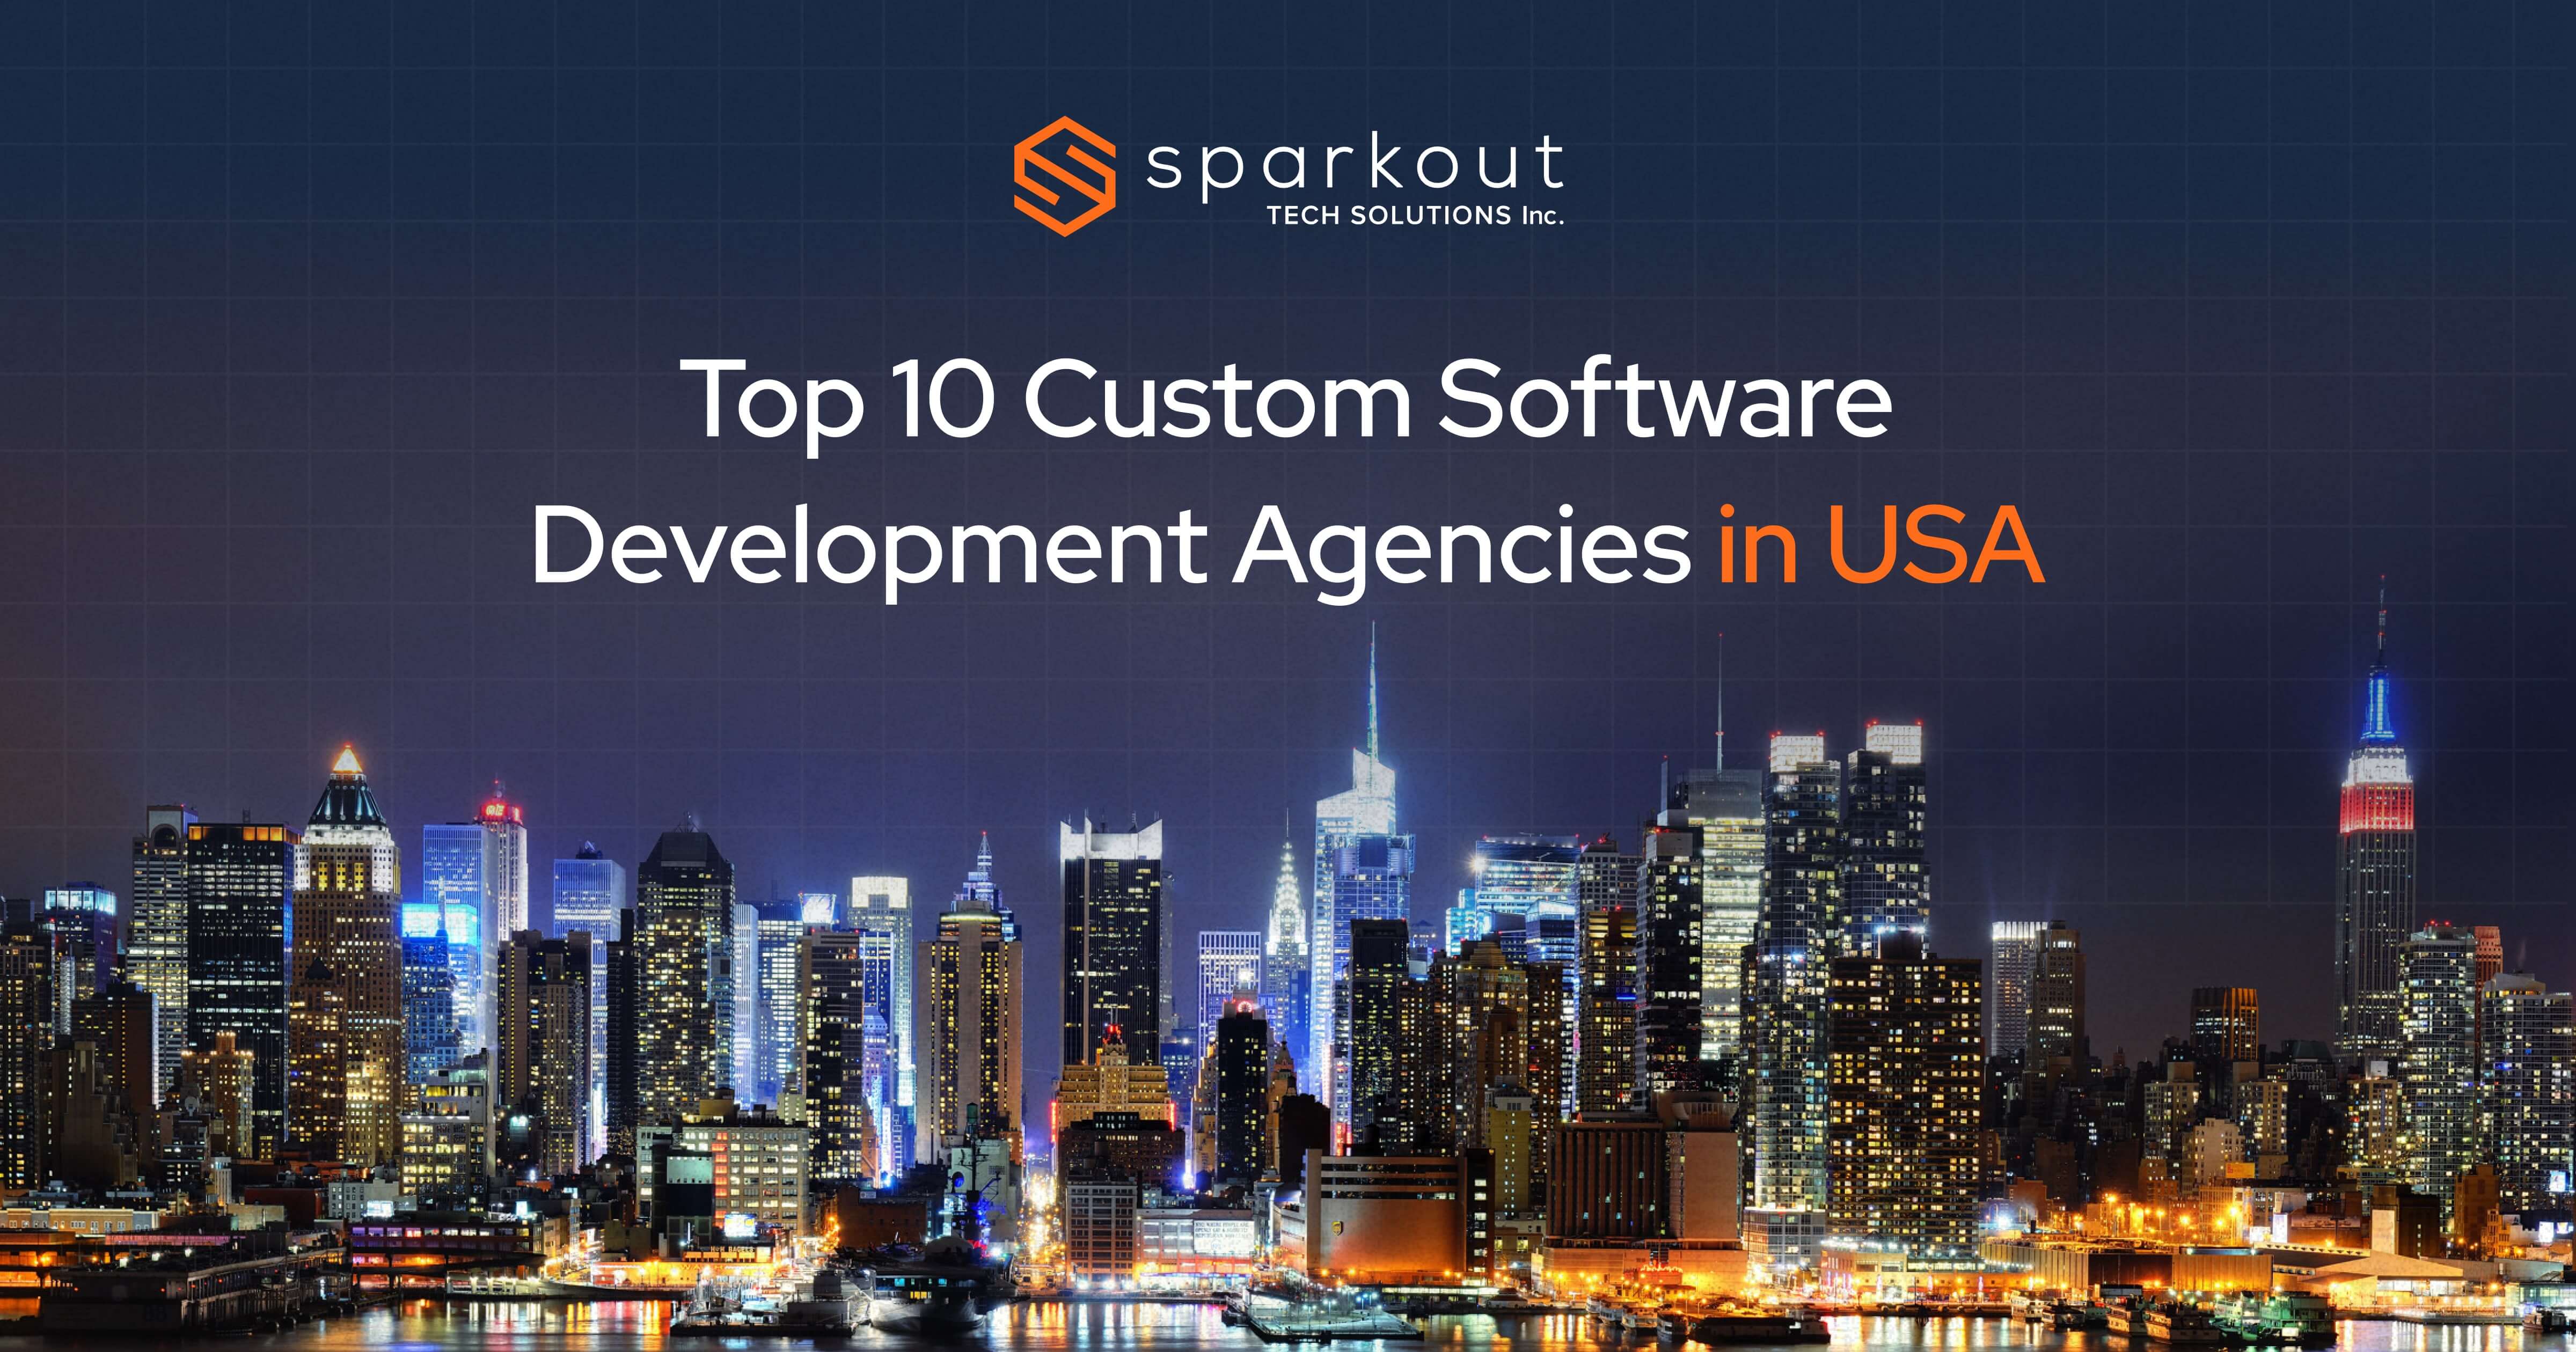 sparkout
TECH SOLUTIONS Inc.
Top 10 Custom Software
Development Agencies in USA